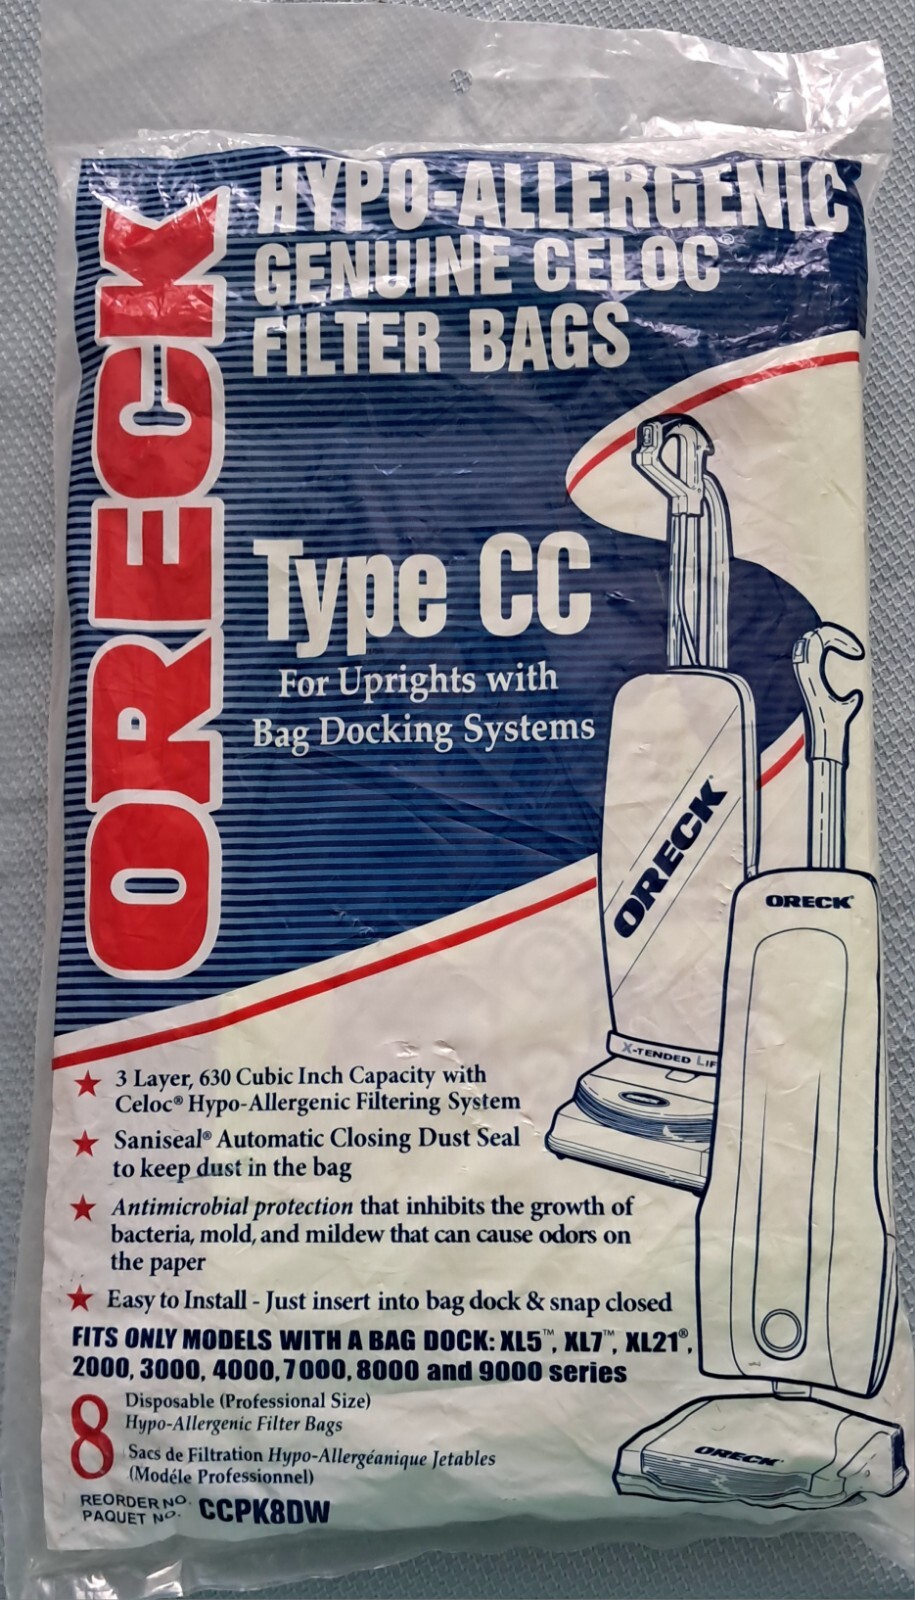 ORECK
HYPO-ALLERGENIC
GENUINE CELOC®
FILTER BAGS
Type CC
For Uprights with
Bag Docking Systems
ORECK®
X-TENDED LIF
ORECK®
3 Layer, 630 Cubic Inch Capacity with
Celoc® Hypo-Allergenic Filtering System
Saniseal® Automatic Closing Dust Seal
to keep dust in the bag
Antimicrobial protection that inhibits the growth of
bacteria, mold, and mildew that can cause odors on
the paper
Easy to Install - Just insert into bag dock & snap closed
FITS ONLY MODELS WITH A BAG DOCK: XL5™, XL7™, XL21®,
2000, 3000, 4000, 7000, 8000 and 9000 series
8
Disposable (Professional Size)
Hypo-Allergenic Filter Bags
Sacs de Filtration Hypo-Allergéanique Jetables
(Modéle Professionnel)
ORECK
REORDER NO.
PAQUET NO. CCPK8DW